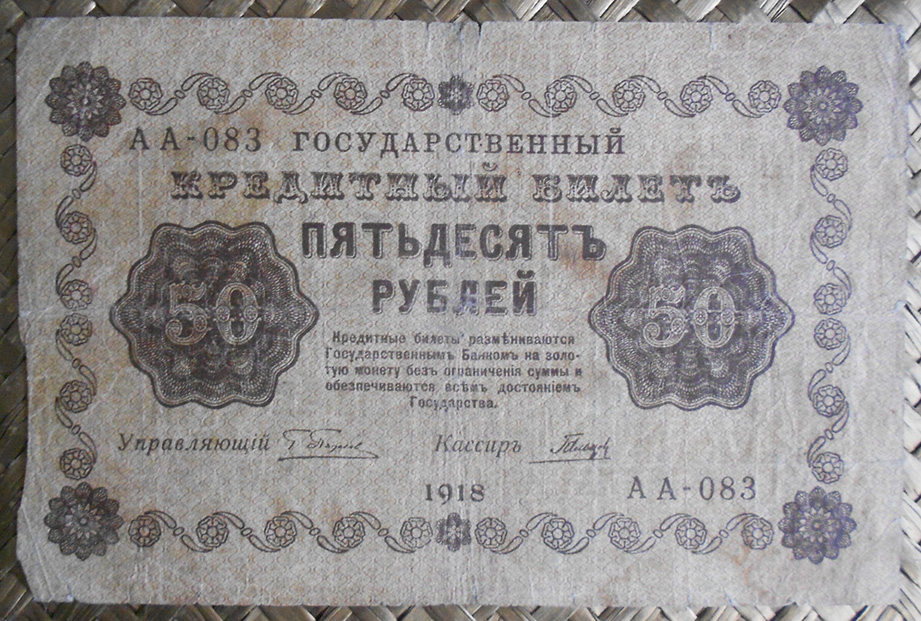 АА-083 ГОСУДАРСТВЕННЫЙ
КРЕДИТНЫЙ БИЛЕТЪ
ПЯТЬДЕСЯТЪ
РУБЛЕЙ
50
50
Кредитные билеты размѣниваются
Государственнымъ Банкомъ на золо-
тую монету безъ ограниченія суммы и
обезпечиваются всѣмъ достояніемъ
Государства.
Управляющій
Кассиръ
1918
АА-083